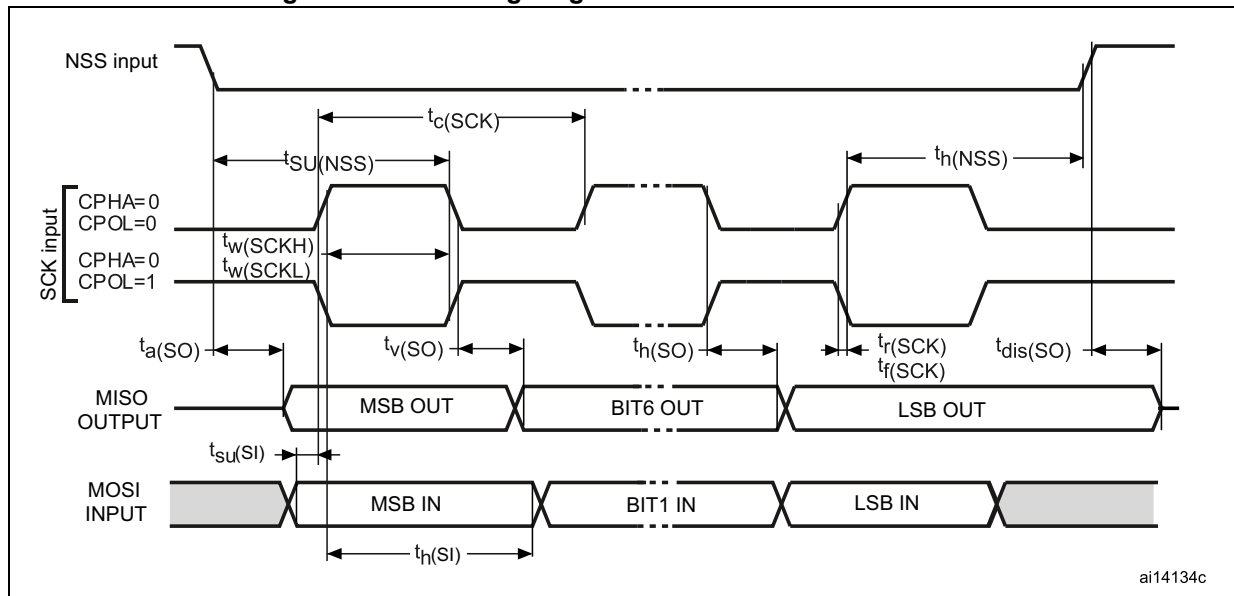 NSS input
tc(SCK)
tSU(NSS)
th(NSS)
SCK input
CPHA=0
CPOL=0
tw(SCKH)
CPHA=0
tw(SCKL)
CPOL=1
ta(SO)
tv(SO)
th(SO)
tr(SCK)
tf(SCK)
tdis(SO)
MISO
OUTPUT
MSB OUT
BIT6 OUT
LSB OUT
tsu(SI)
MOSI
INPUT
MSB IN
BIT1 IN
LSB IN
th(SI)
ai14134c